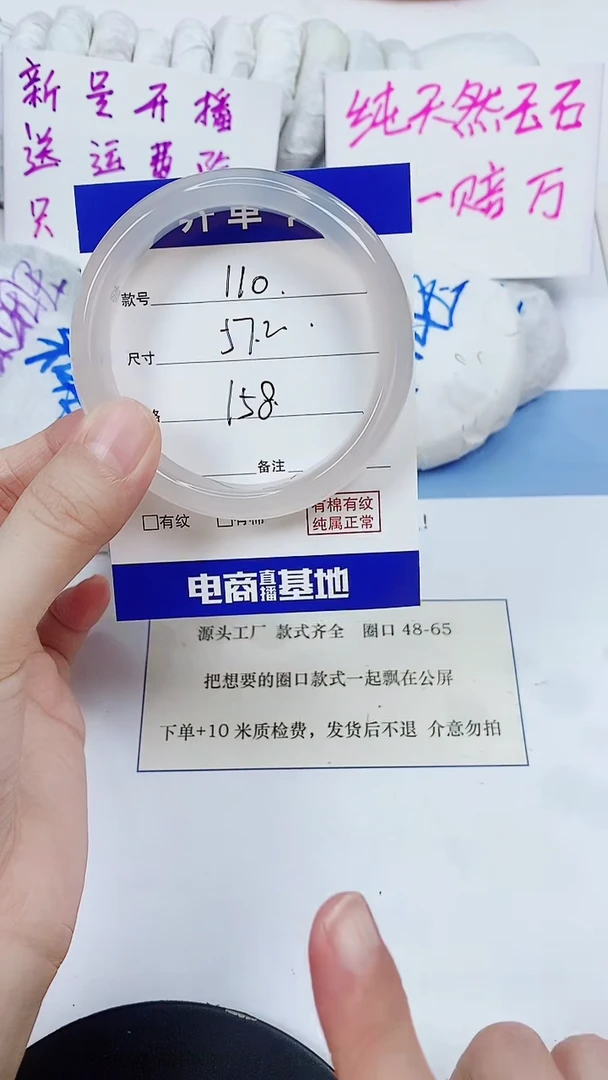 新号开播
送运费险
只
纯天然玉石
一赔万
开单卡
款号 110.
尺寸 57.2
格 158
备注
□有纹 □有棉
有棉有纹
纯属正常
电商直播基地
源头工厂 款式齐全 圈口 48-65
把想要的圈口款式一起飘在公屏
下单+10 米质检费，发货后不退 介意勿拍